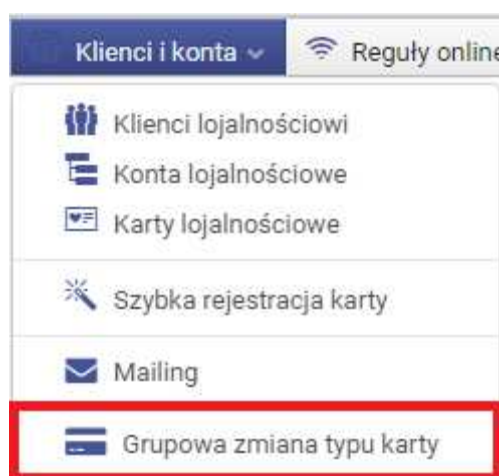 Klienci i konta
Reguły online
Klienci lojalnościowi
Konta lojalnościowe
Karty lojalnościowe
Szybka rejestracja karty
Mailing
Grupowa zmiana typu karty